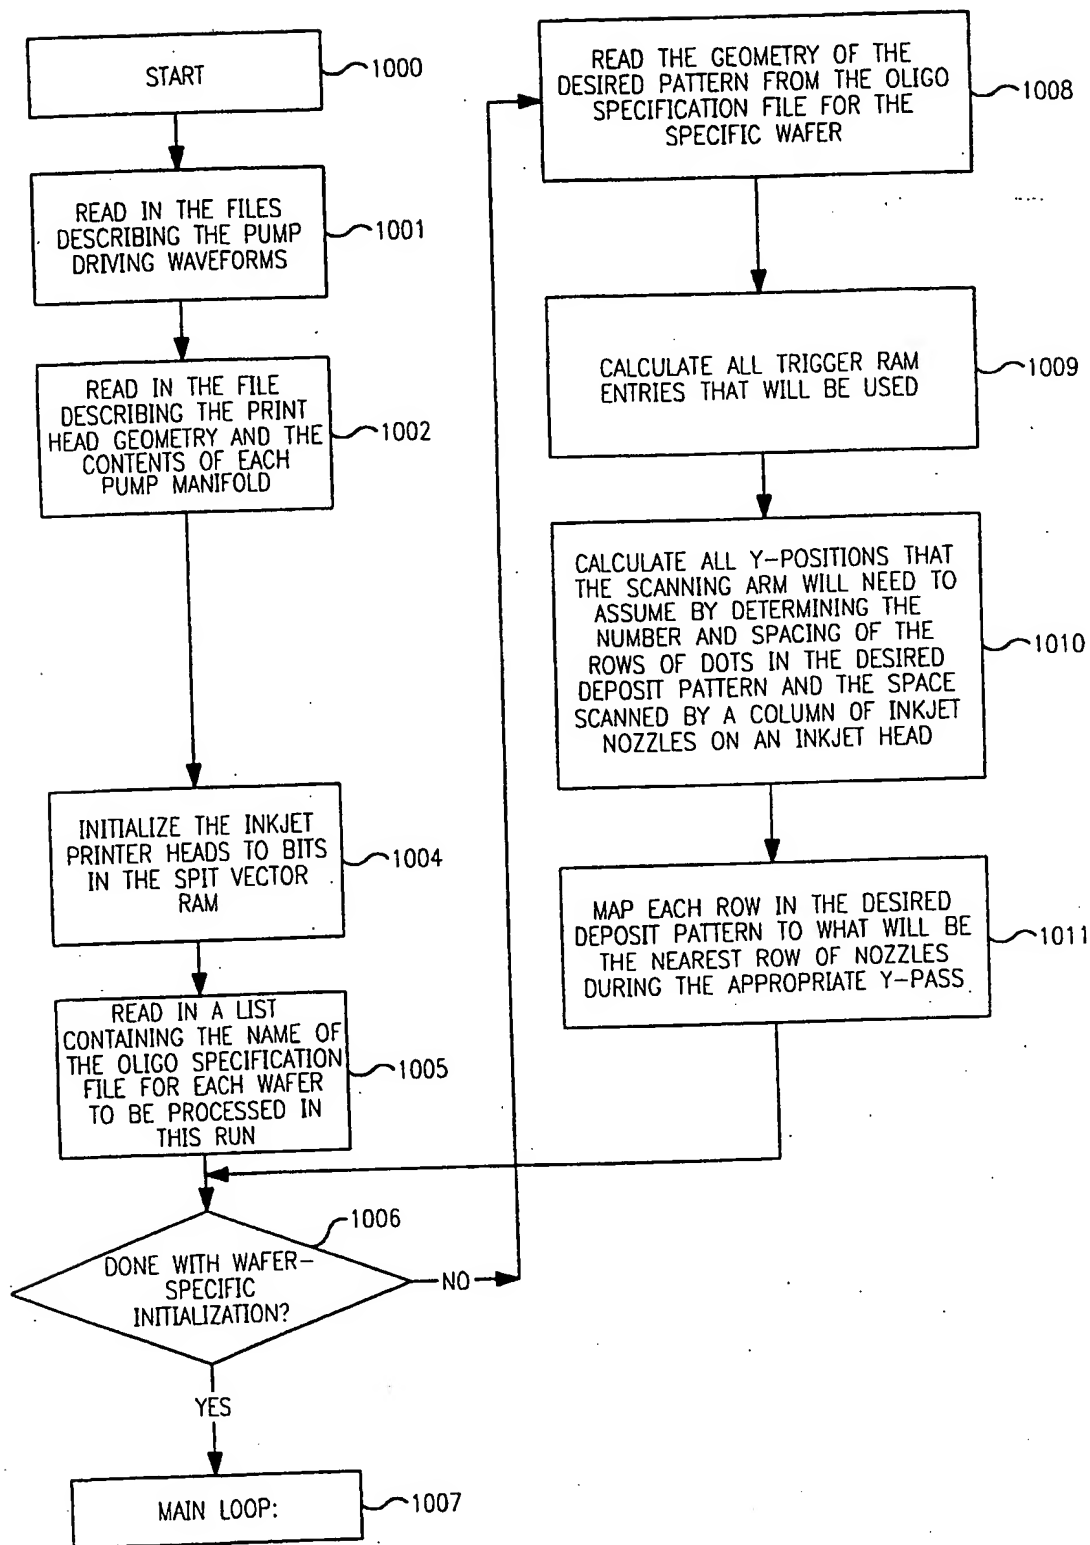 START
1000
READ IN THE FILES
DESCRIBING THE PUMP
DRIVING WAVEFORMS
1001
READ IN THE FILE
DESCRIBING THE PRINT
HEAD GEOMETRY AND THE
CONTENTS OF EACH
PUMP MANIFOLD
1002
INITIALIZE THE INKJET
PRINTER HEADS TO BITS
IN THE SPIT VECTOR
RAM
1004
READ IN A LIST
CONTAINING THE NAME OF
THE OLIGO SPECIFICATION
FILE FOR EACH WAFER
TO BE PROCESSED IN
THIS RUN
1005
DONE WITH WAFER-
SPECIFIC
INITIALIZATION?
1006
NO
YES
MAIN LOOP:
1007
READ THE GEOMETRY OF THE
DESIRED PATTERN FROM THE OLIGO
SPECIFICATION FILE FOR THE
SPECIFIC WAFER
1008
CALCULATE ALL TRIGGER RAM
ENTRIES THAT WILL BE USED
1009
CALCULATE ALL Y-POSITIONS THAT
THE SCANNING ARM WILL NEED TO
ASSUME BY DETERMINING THE
NUMBER AND SPACING OF THE
ROWS OF DOTS IN THE DESIRED
DEPOSIT PATTERN AND THE SPACE
SCANNED BY A COLUMN OF INKJET
NOZZLES ON AN INKJET HEAD
1010
MAP EACH ROW IN THE DESIRED
DEPOSIT PATTERN TO WHAT WILL BE
THE NEAREST ROW OF NOZZLES
DURING THE APPROPRIATE Y-PASS
1011